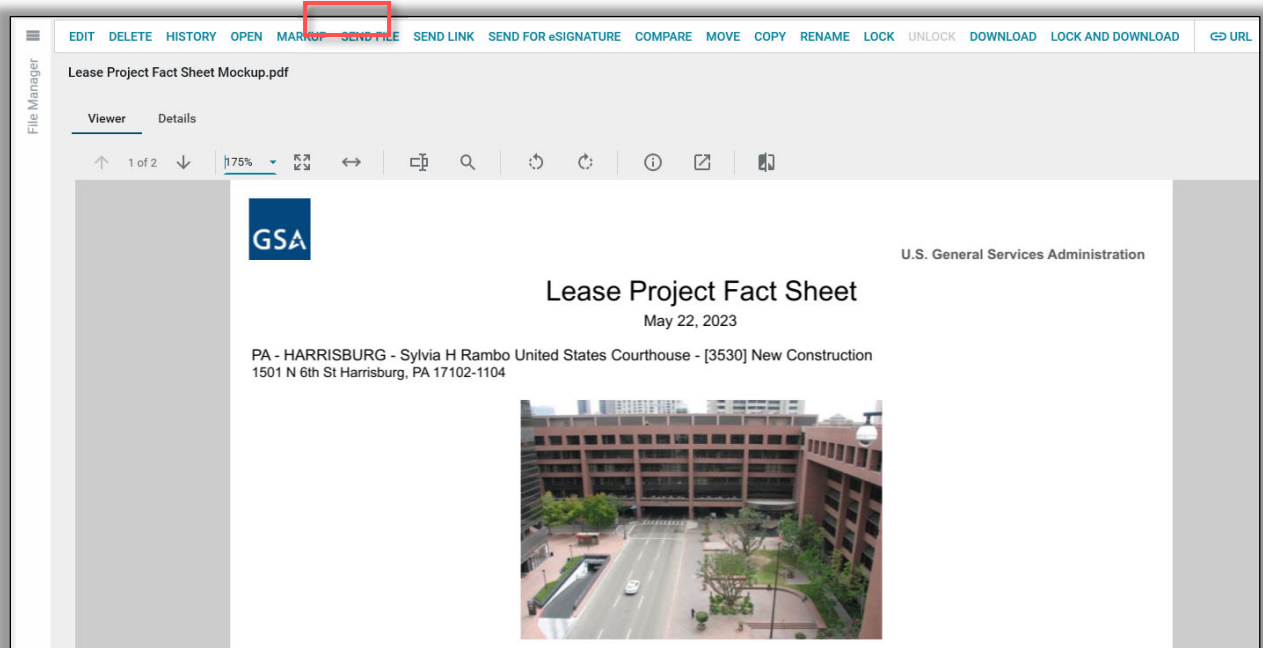 EDIT DELETE HISTORY OPEN MARKUP SEND FILE SEND LINK SEND FOR eSIGNATURE COMPARE MOVE COPY RENAME LOCK UNLOCK DOWNLOAD LOCK AND DOWNLOAD URL
File Manager
Lease Project Fact Sheet Mockup.pdf
Viewer Details
1 of 2 175%
GSA
U.S. General Services Administration
Lease Project Fact Sheet
May 22, 2023
PA - HARRISBURG - Sylvia H Rambo United States Courthouse - [3530] New Construction
1501 N 6th St Harrisburg, PA 17102-1104